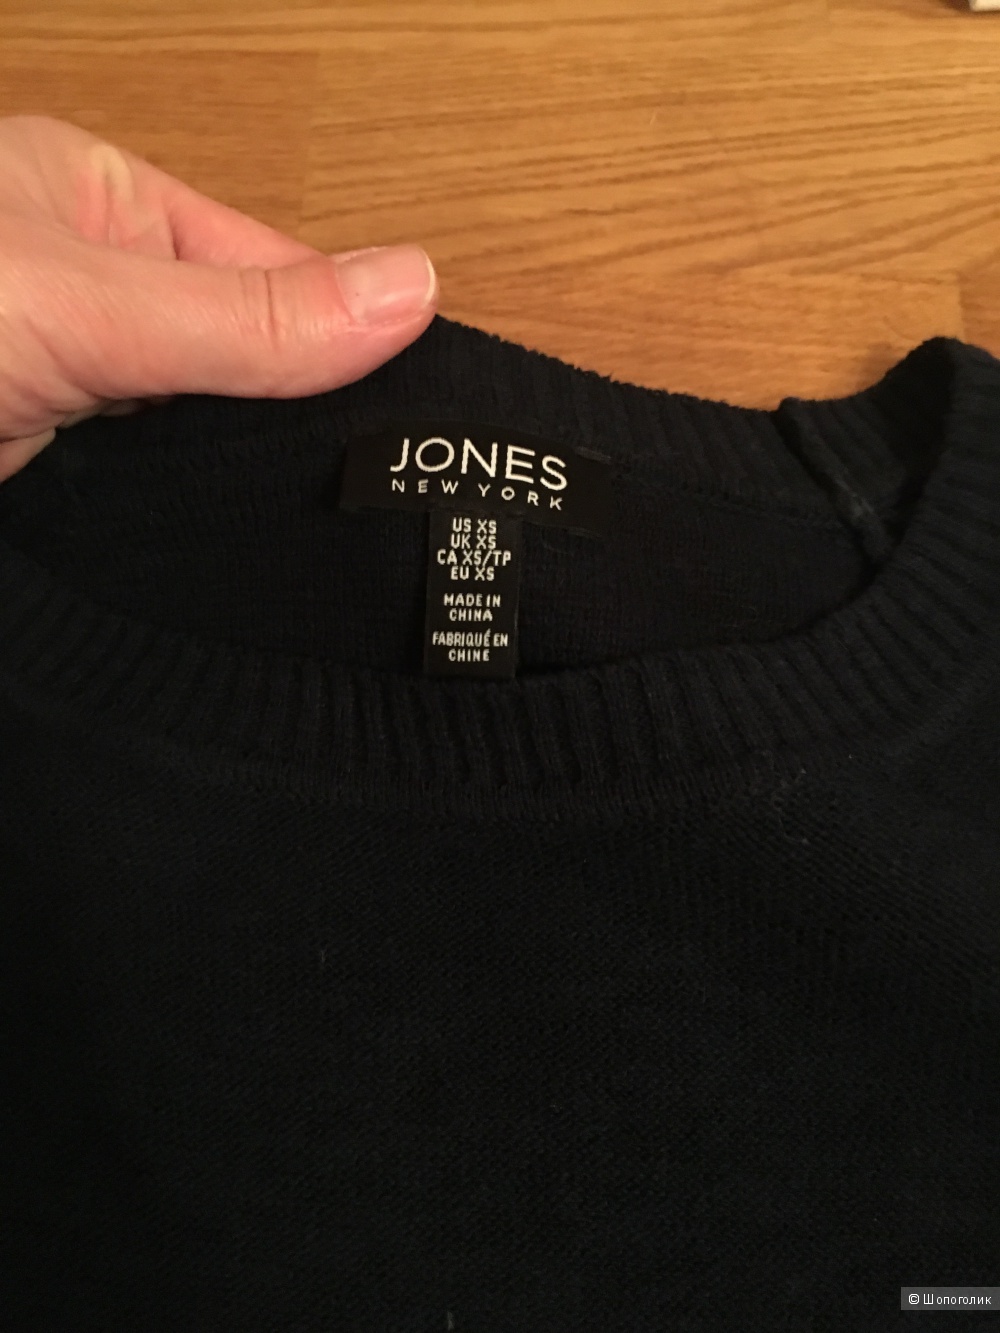 JONES
NEW YORK
US XS
UK XS
CA XS/TP
EU XS
MADE IN
CHINA
FABRIQUÉ EN
CHINE
© Шопоголик